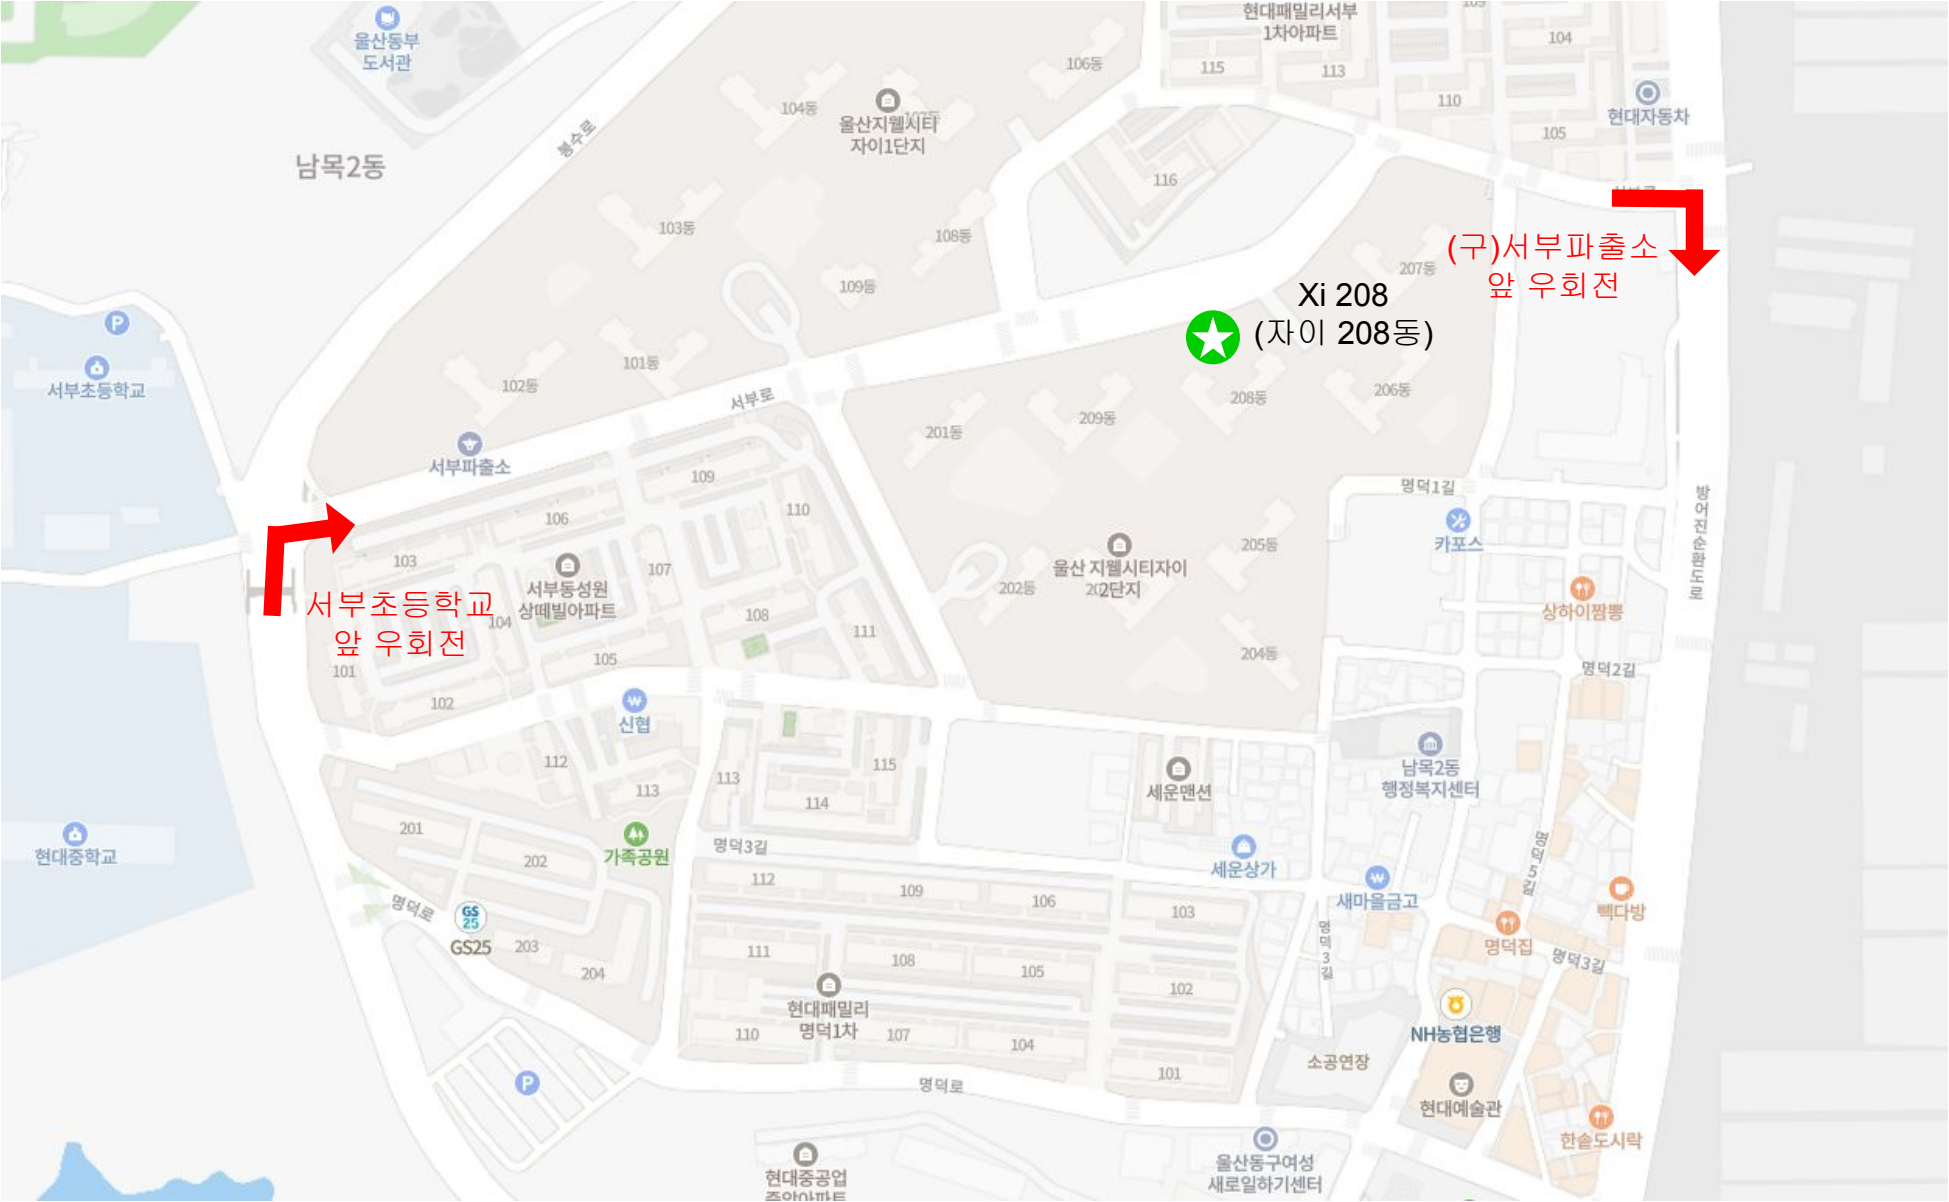 울산동부
도서관
남목2동
봉수로
104동
울산지웰시티
자이1단지
106동
현대패밀리서부
1차아파트
115
113
104
110
105
현대자동차
116
103동
108동
109동
101동
102동
서부로
서부파출소
서부초등학교
P
(구)서부파출소
앞 우회전
207동
Xi 208
(자이 208동)
208동
206동
209동
201동
205동
202동
울산 지웰시티자이
2단지
204동
명덕1길
카포스
상하이짬뽕
명덕2길
방어진순환도로
109
106
110
103
107
서부동성원
상떼빌아파트
108
104
105
111
101
102
서부초등학교
앞 우회전
신협
112
113
113
115
114
세운맨션
남목2동
행정복지센터
현대중학교
201
202
가족공원
명덕3길
세운상가
새마을금고
명덕5길
빽다방
명덕로
GS
25
GS25
203
204
112
109
106
103
명덕3길
명덕집
명덕3길
111
108
105
102
현대패밀리
명덕1차
110
107
104
101
NH농협은행
소공연장
현대예술관
한솥도시락
P
명덕로
현대중공업
중앙아파트
울산동구여성
새로일하기센터